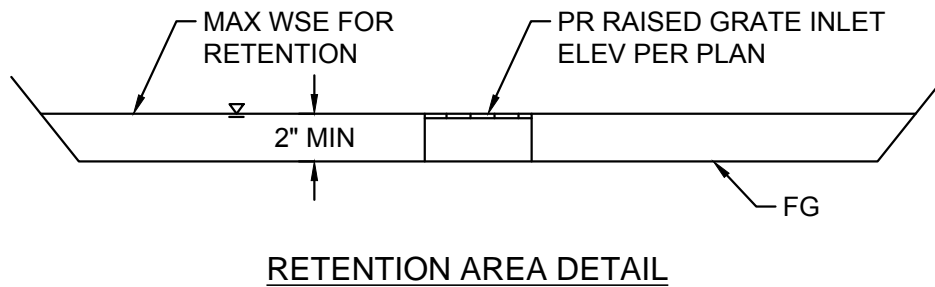 MAX WSE FOR
RETENTION
PR RAISED GRATE INLET
ELEV PER PLAN
2" MIN
FG
RETENTION AREA DETAIL